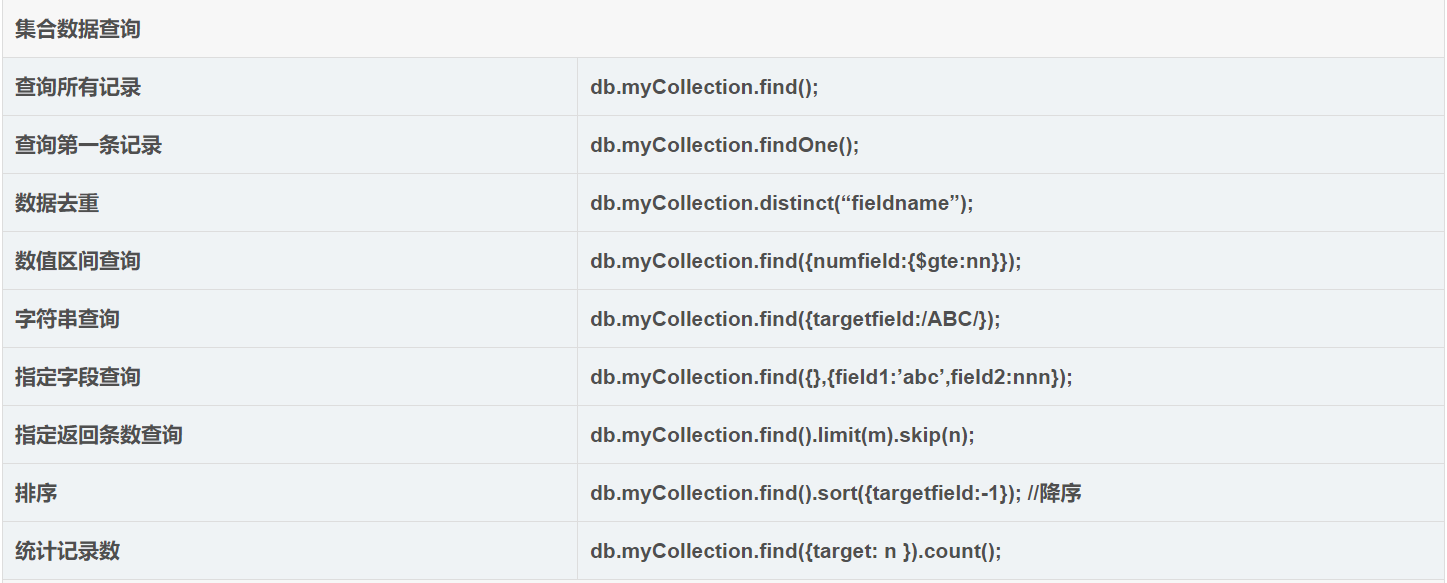 集合数据查询
查询所有记录 db.myCollection.find();
查询第一条记录 db.myCollection.findOne();
数据去重 db.myCollection.distinct(“fieldname”);
数值区间查询 db.myCollection.find({numfield:{$gte:nn}});
字符串查询 db.myCollection.find({targetfield:/ABC/});
指定字段查询 db.myCollection.find({},{field1:’abc’,field2:nnn});
指定返回条数查询 db.myCollection.find().limit(m).skip(n);
排序 db.myCollection.find().sort({targetfield:-1}); //降序
统计记录数 db.myCollection.find({target: n }).count();